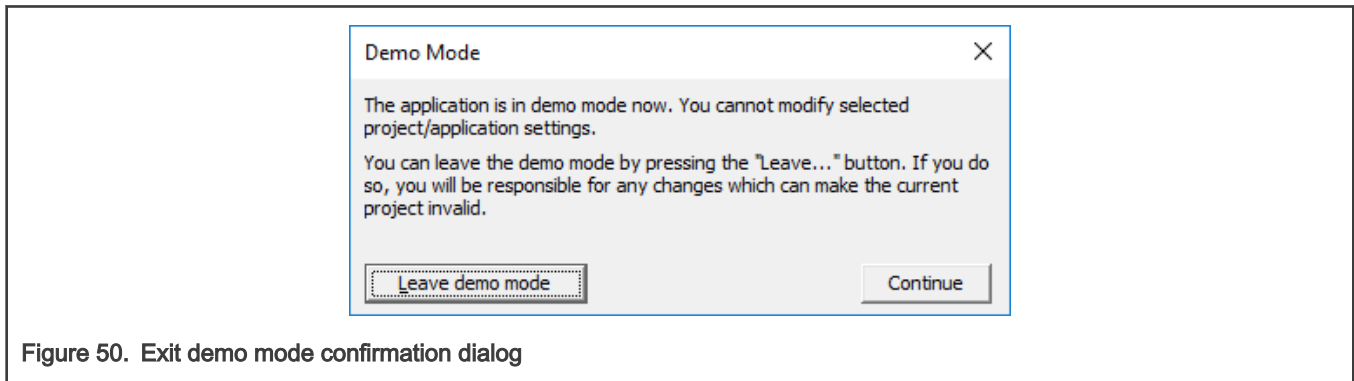 Demo Mode
The application is in demo mode now. You cannot modify selected
project/application settings.
You can leave the demo mode by pressing the "Leave..." button. If you do
so, you will be responsible for any changes which can make the current
project invalid.
Leave demo mode
Continue
Figure 50. Exit demo mode confirmation dialog